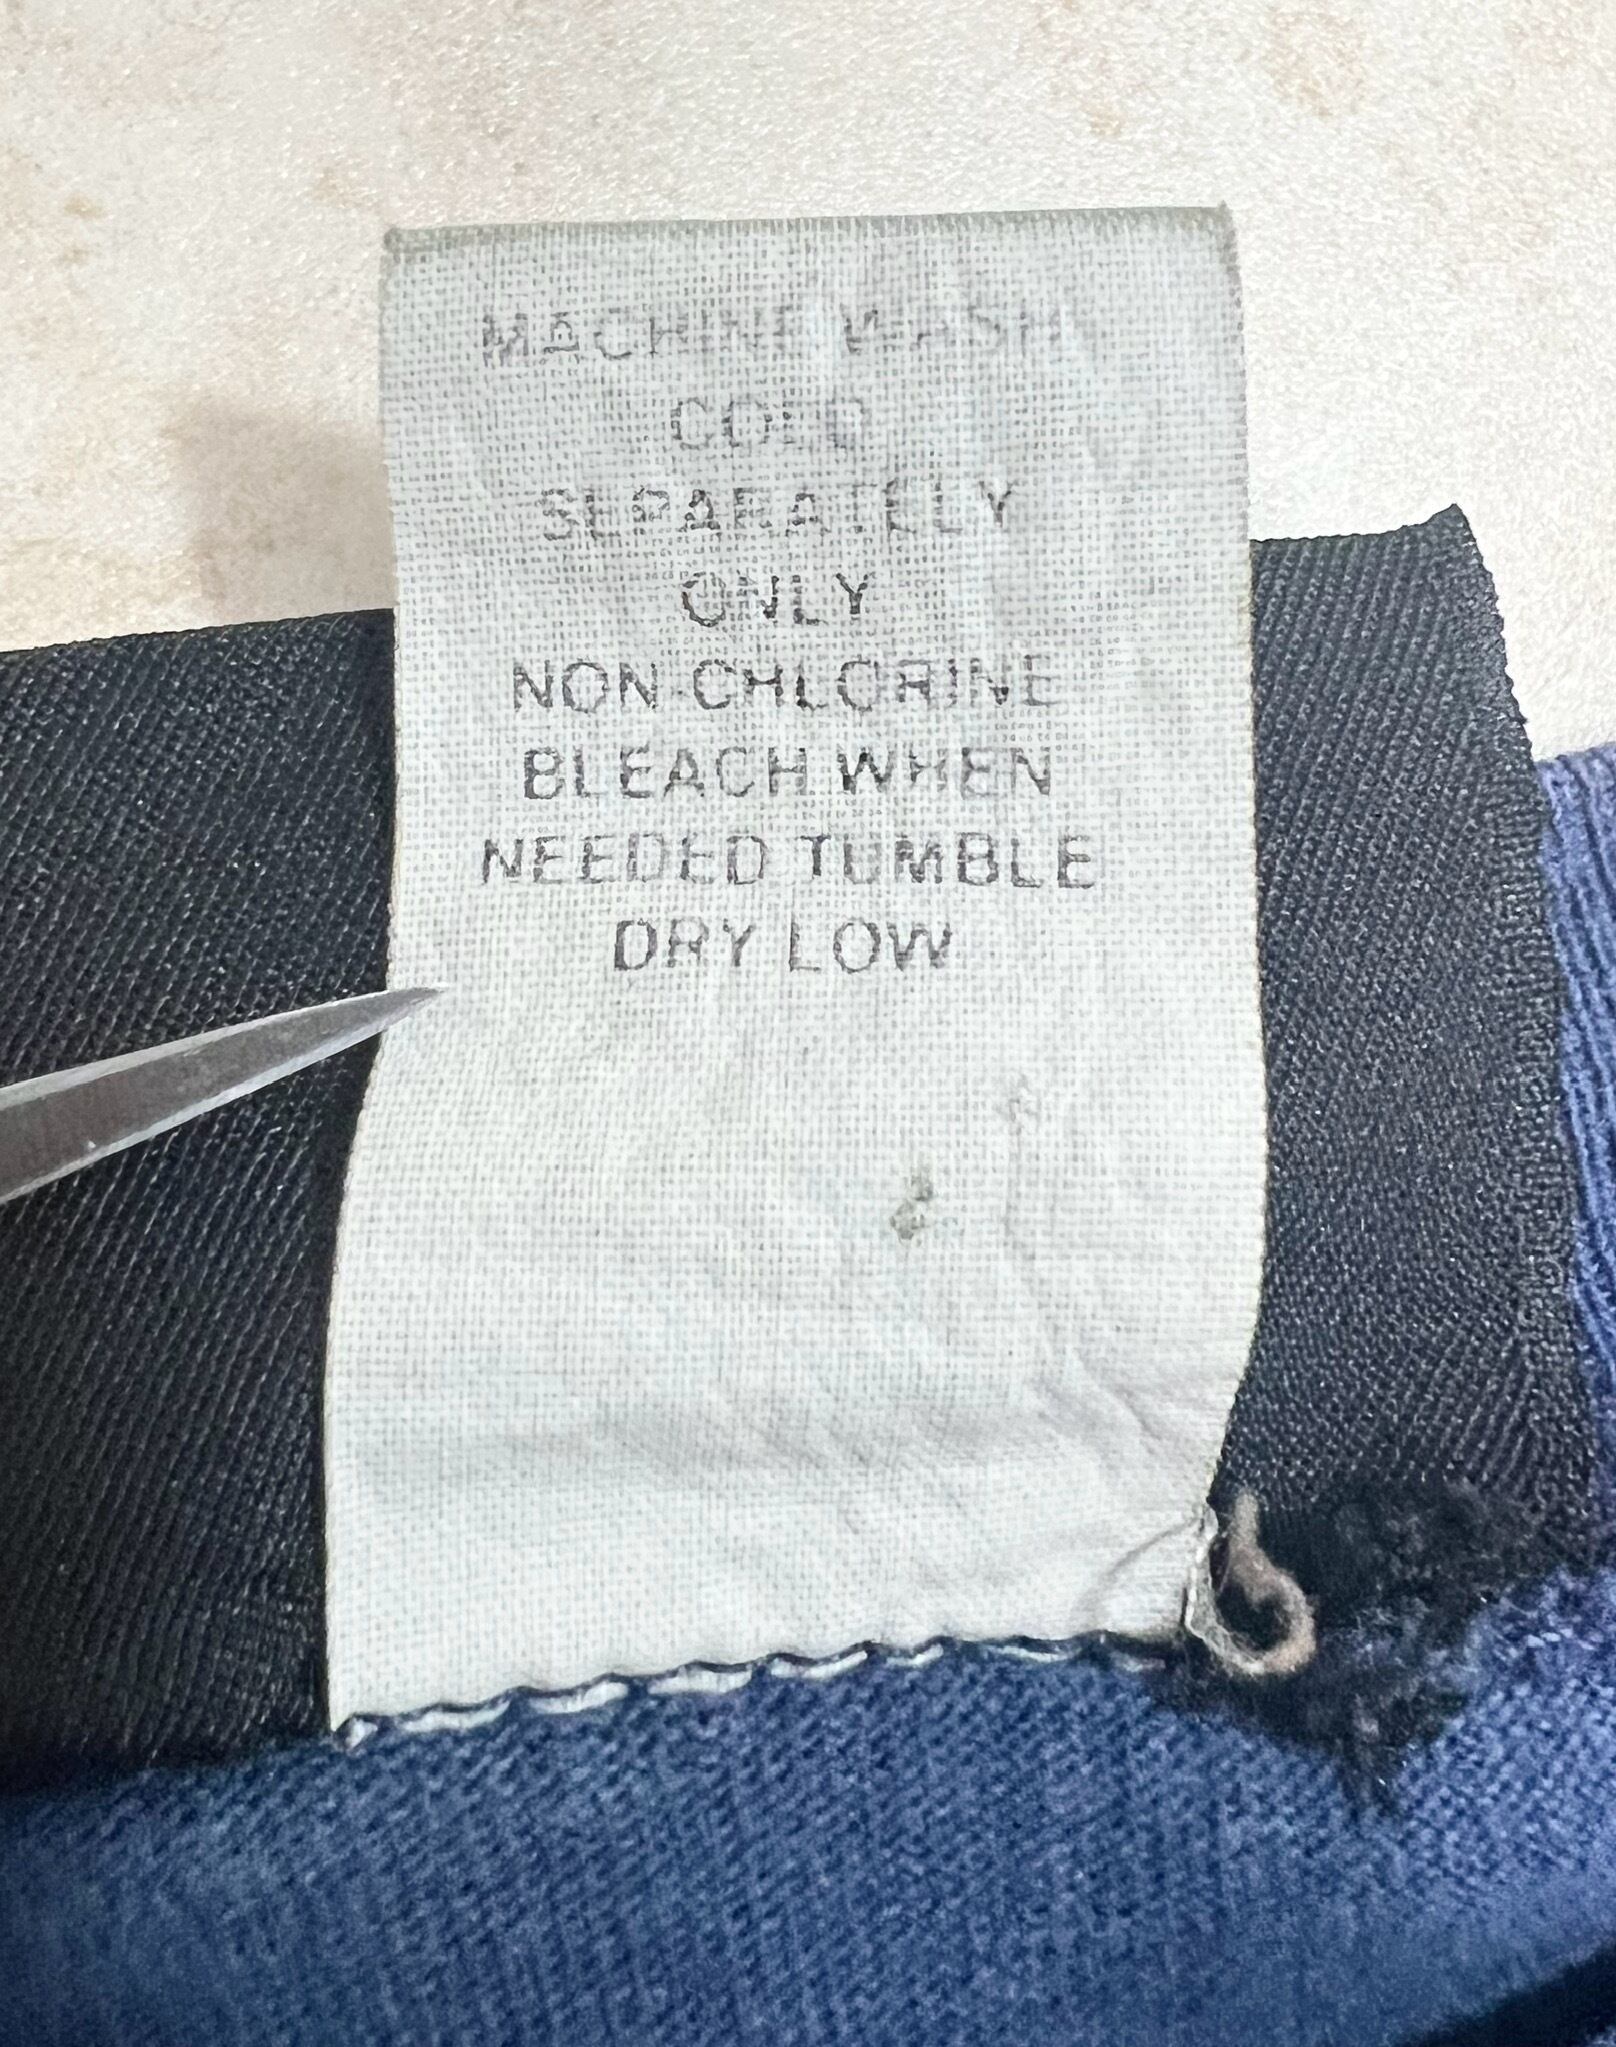 MACHINE WASH
COLD
SEPARATELY
ONLY
NON-CHLORINE
BLEACH WHEN
NEEDED TUMBLE
DRY LOW